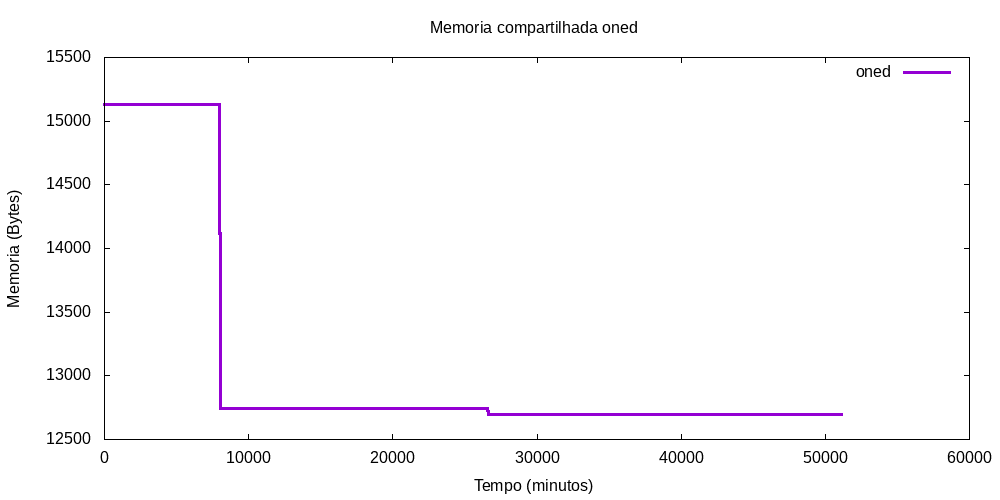 Memoria compartilhada oned
oned
15500
15000
14500
14000
13500
13000
12500
Memoria (Bytes)
0 10000 20000 30000 40000 50000 60000
Tempo (minutos)